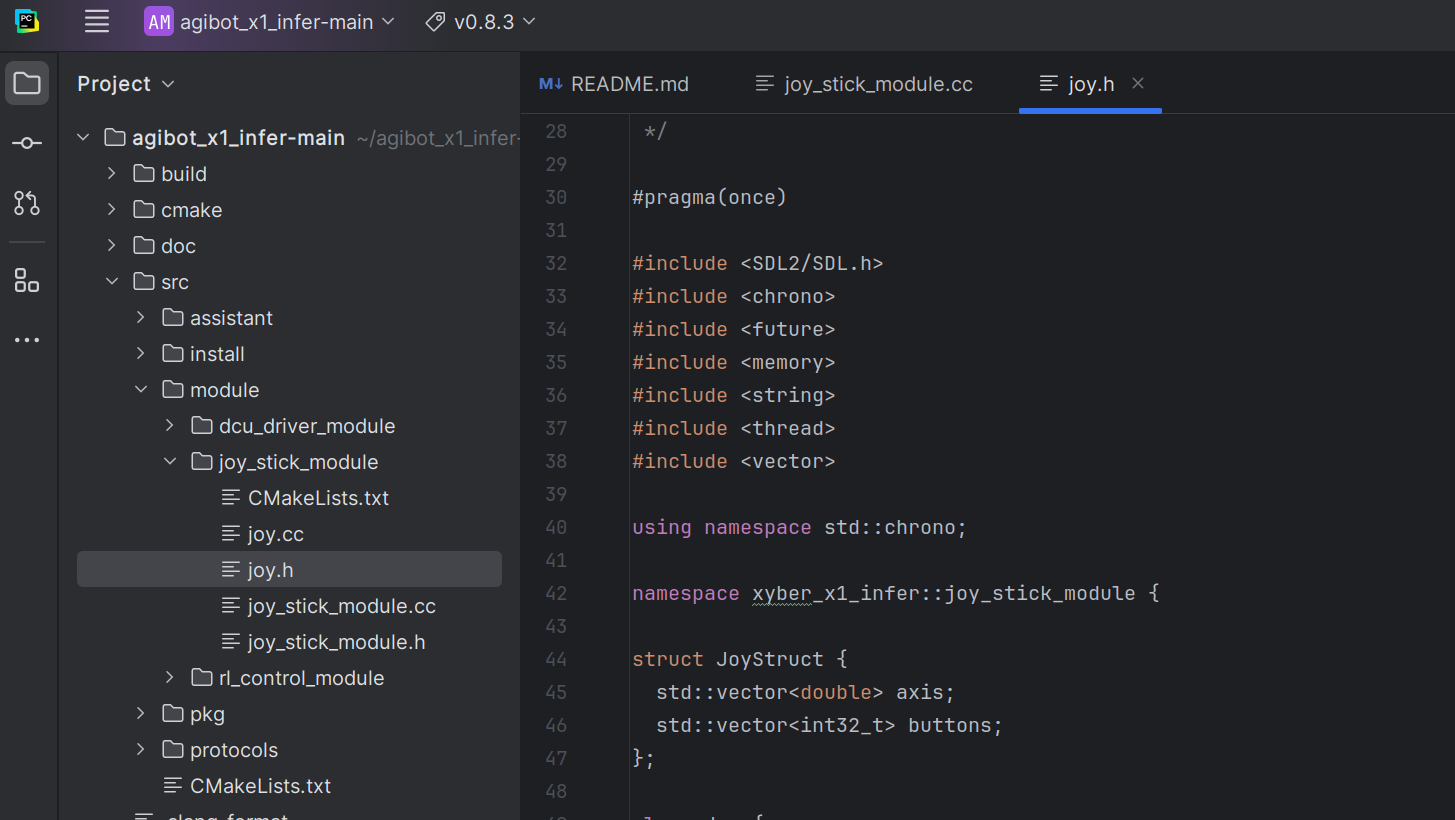 PC
AM agibot_x1_infer-main v0.8.3
Project
agibot_x1_infer-main ~/agibot_x1_infer-
build
cmake
doc
src
assistant
install
module
dcu_driver_module
joy_stick_module
CMakeLists.txt
joy.cc
joy.h
joy_stick_module.cc
joy_stick_module.h
rl_control_module
pkg
protocols
CMakeLists.txt
M↓ README.md joy_stick_module.cc joy.h
28 */
29
30 #pragma(once)
31
32 #include <SDL2/SDL.h>
33 #include <chrono>
34 #include <future>
35 #include <memory>
36 #include <string>
37 #include <thread>
38 #include <vector>
39
40 using namespace std::chrono;
41
42 namespace xyber_x1_infer::joy_stick_module {
43
44 struct JoyStruct {
45 std::vector<double> axis;
46 std::vector<int32_t> buttons;
47 };
48